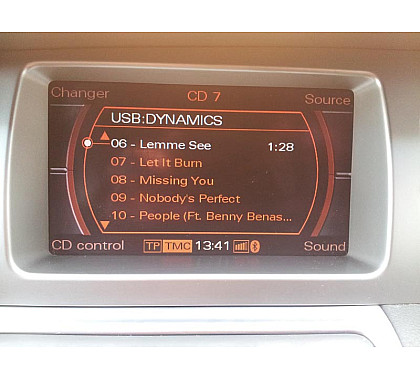 Changer CD 7 Source
USB:DYNAMICS
06 - Lemme See 1:28
07 - Let It Burn
08 - Missing You
09 - Nobody's Perfect
10 - People (Ft. Benny Benas...
CD control TP TMC 13:41 Sound